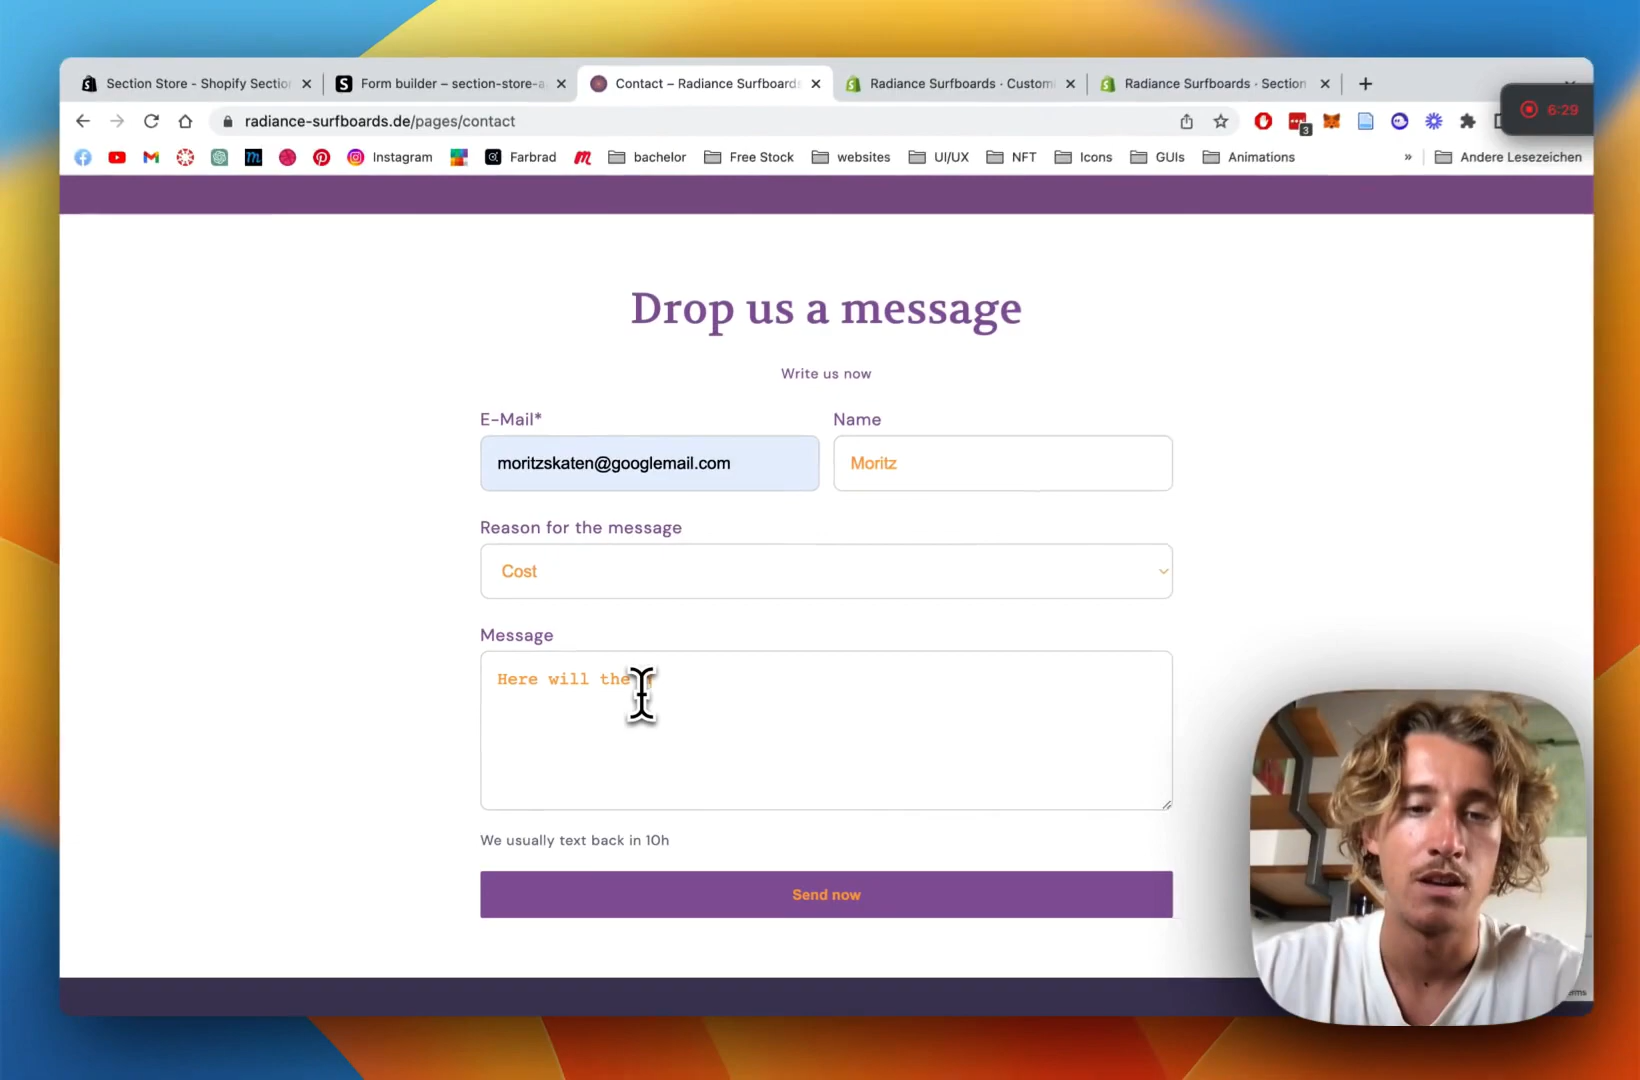 Section Store - Shopify Section
Form builder – section-store-a
Contact – Radiance Surfboards
Radiance Surfboards · Custom
Radiance Surfboards · Section
6:29
radiance-surfboards.de/pages/contact
3
Instagram
Farbrad
bachelor
Free Stock
websites
UI/UX
NFT
Icons
GUIs
Animations
»
Andere Lesezeichen
Drop us a message
Write us now
E-Mail*
Name
moritzskaten@googlemail.com
Moritz
Reason for the message
Cost
Message
Here will the
We usually text back in 10h
Send now